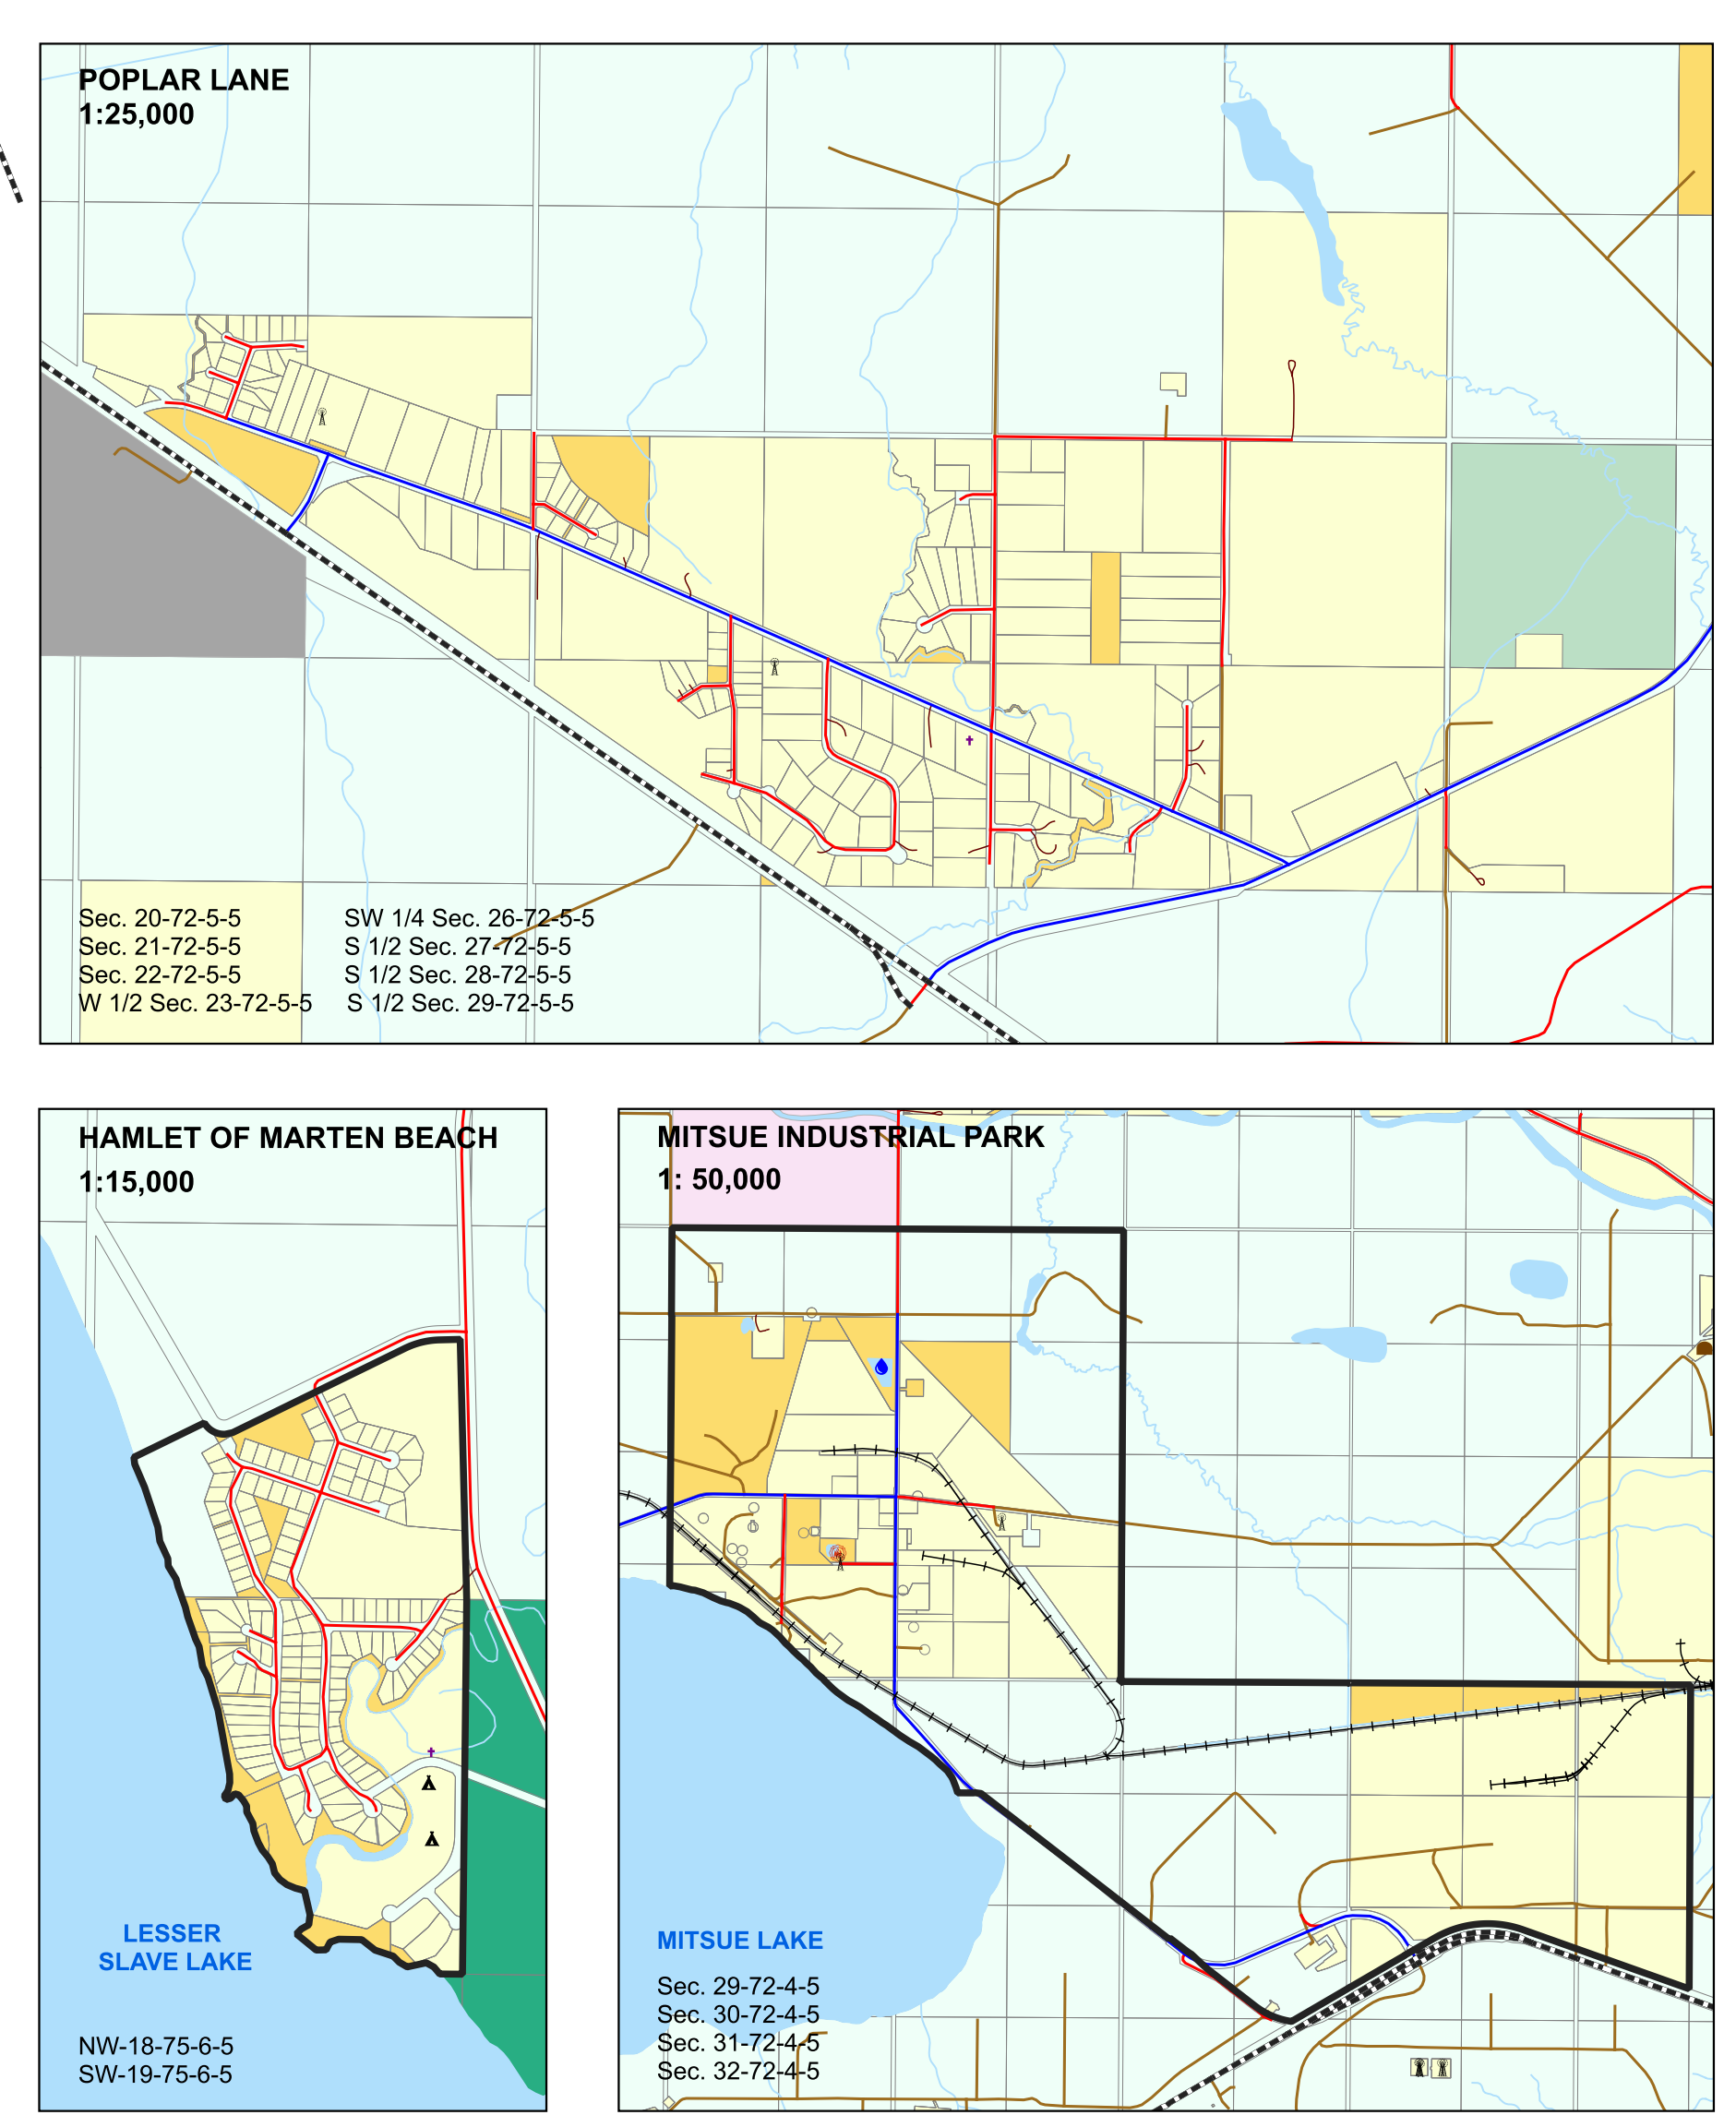 POPLAR LANE
1:25,000
Sec. 20-72-5-5
Sec. 21-72-5-5
Sec. 22-72-5-5
W 1/2 Sec. 23-72-5-5
SW 1/4 Sec. 26-72-5-5
S 1/2 Sec. 27-72-5-5
S 1/2 Sec. 28-72-5-5
S 1/2 Sec. 29-72-5-5
HAMLET OF MARTEN BEACH
1:15,000
LESSER
SLAVE LAKE
NW-18-75-6-5
SW-19-75-6-5
MITSUE INDUSTRIAL PARK
1: 50,000
MITSUE LAKE
Sec. 29-72-4-5
Sec. 30-72-4-5
Sec. 31-72-4-5
Sec. 32-72-4-5